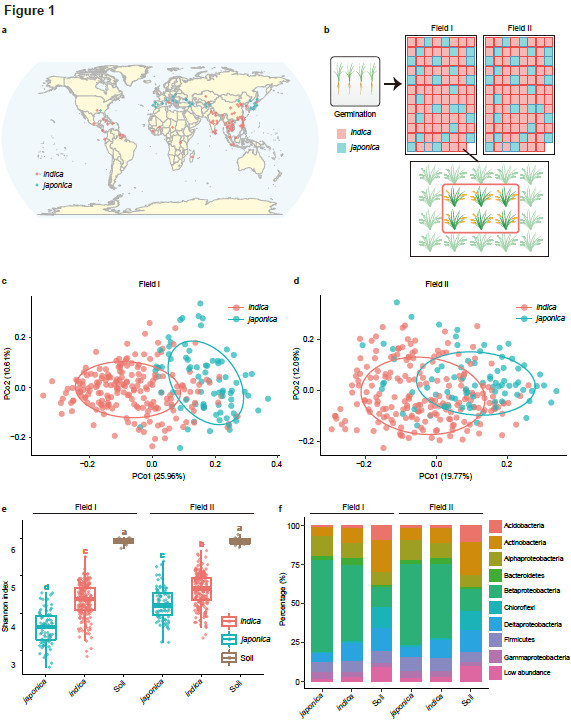 Figure 1
a
indica
japonica
b
Field I
Field II
Germination
indica
japonica
c
Field I
indica
japonica
PCo2 (10.61%)
0.2
0.0
−0.2
−0.2
0.0
0.2
0.4
PCo1 (25.96%)
d
Field II
indica
japonica
PCo2 (12.09%)
0.2
0.0
−0.2
−0.2
0.0
0.2
PCo1 (19.77%)
e
Field I
Field II
Shannon index
6
5
4
3
d
c
a
c
b
a
indica
japonica
Soil
japonica
indica
Soil
japonica
indica
Soil
f
Field I
Field II
Percentage (%)
100
75
50
25
0
japonica
indica
Soil
japonica
indica
Soil
Acidobacteria
Actinobacteria
Alphaproteobacteria
Bacteroidetes
Betaproteobacteria
Chloroflexi
Deltaproteobacteria
Firmicutes
Gammaproteobacteria
Low abundance